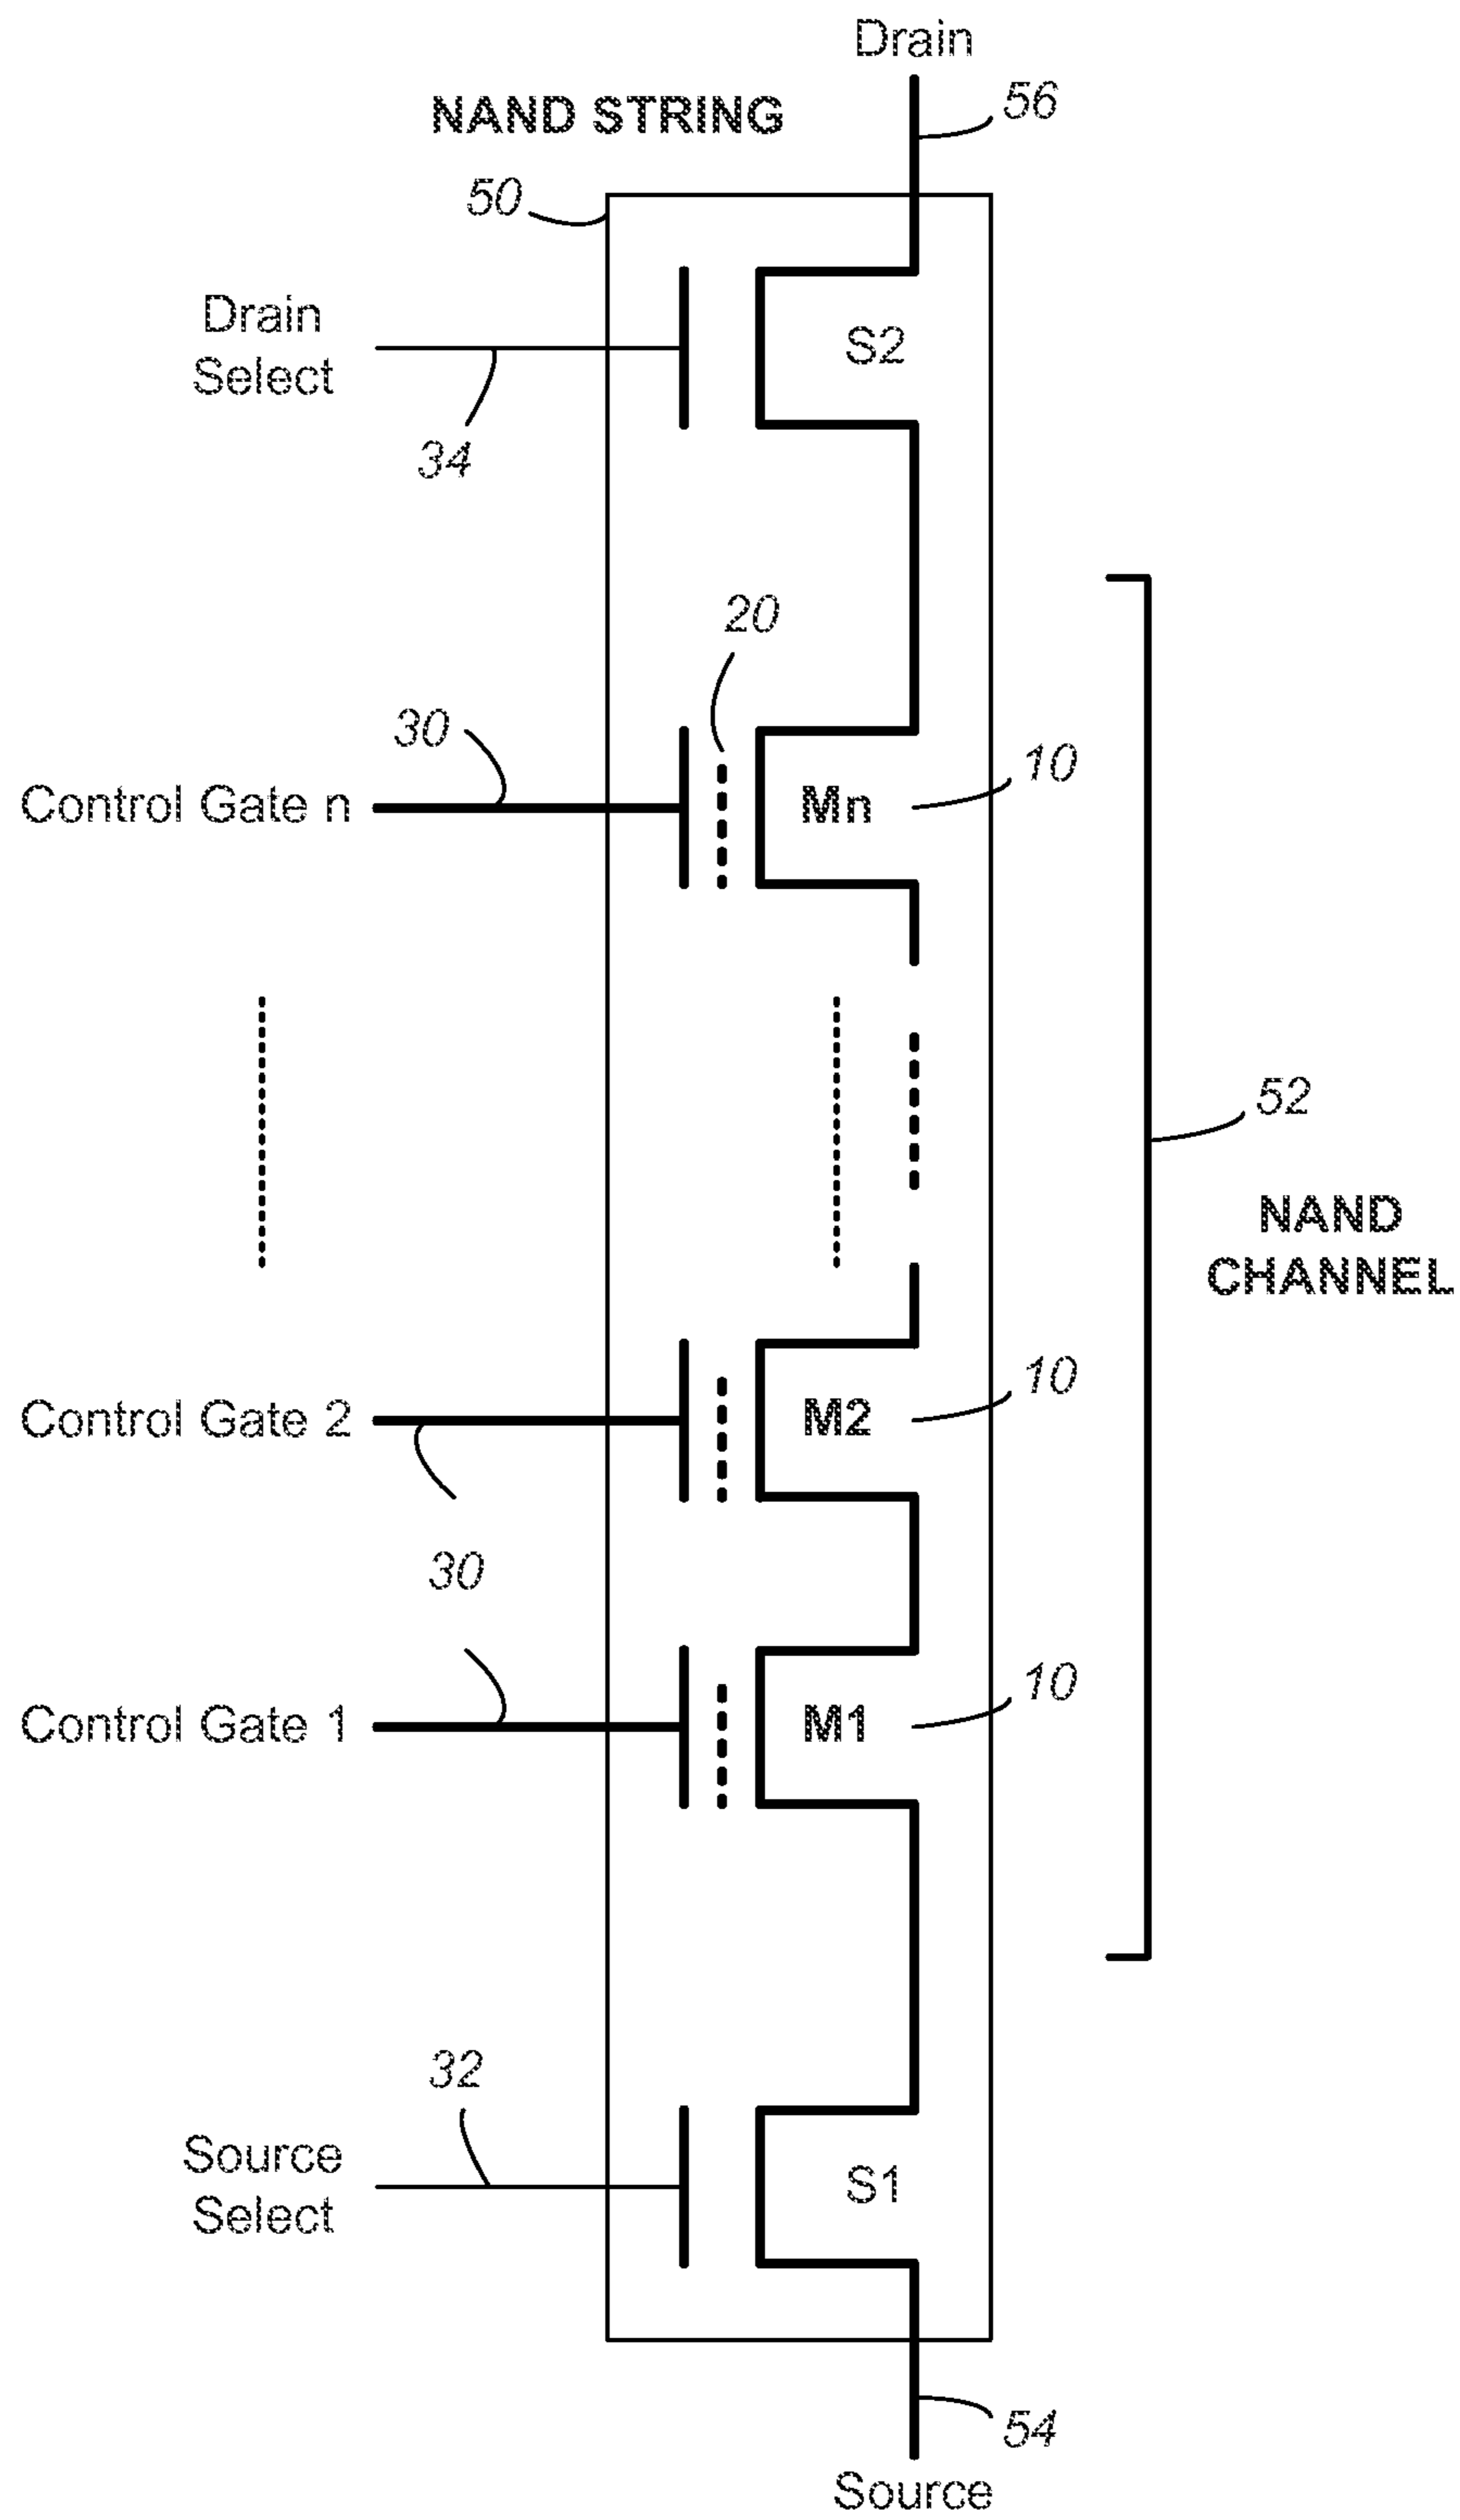 Drain
56
NAND STRING
50
Drain
Select
S2
34
20
30
10
Control Gate n
Mn
52
NAND
CHANNEL
10
Control Gate 2
M2
30
10
Control Gate 1
M1
32
Source
Select
S1
54
Source